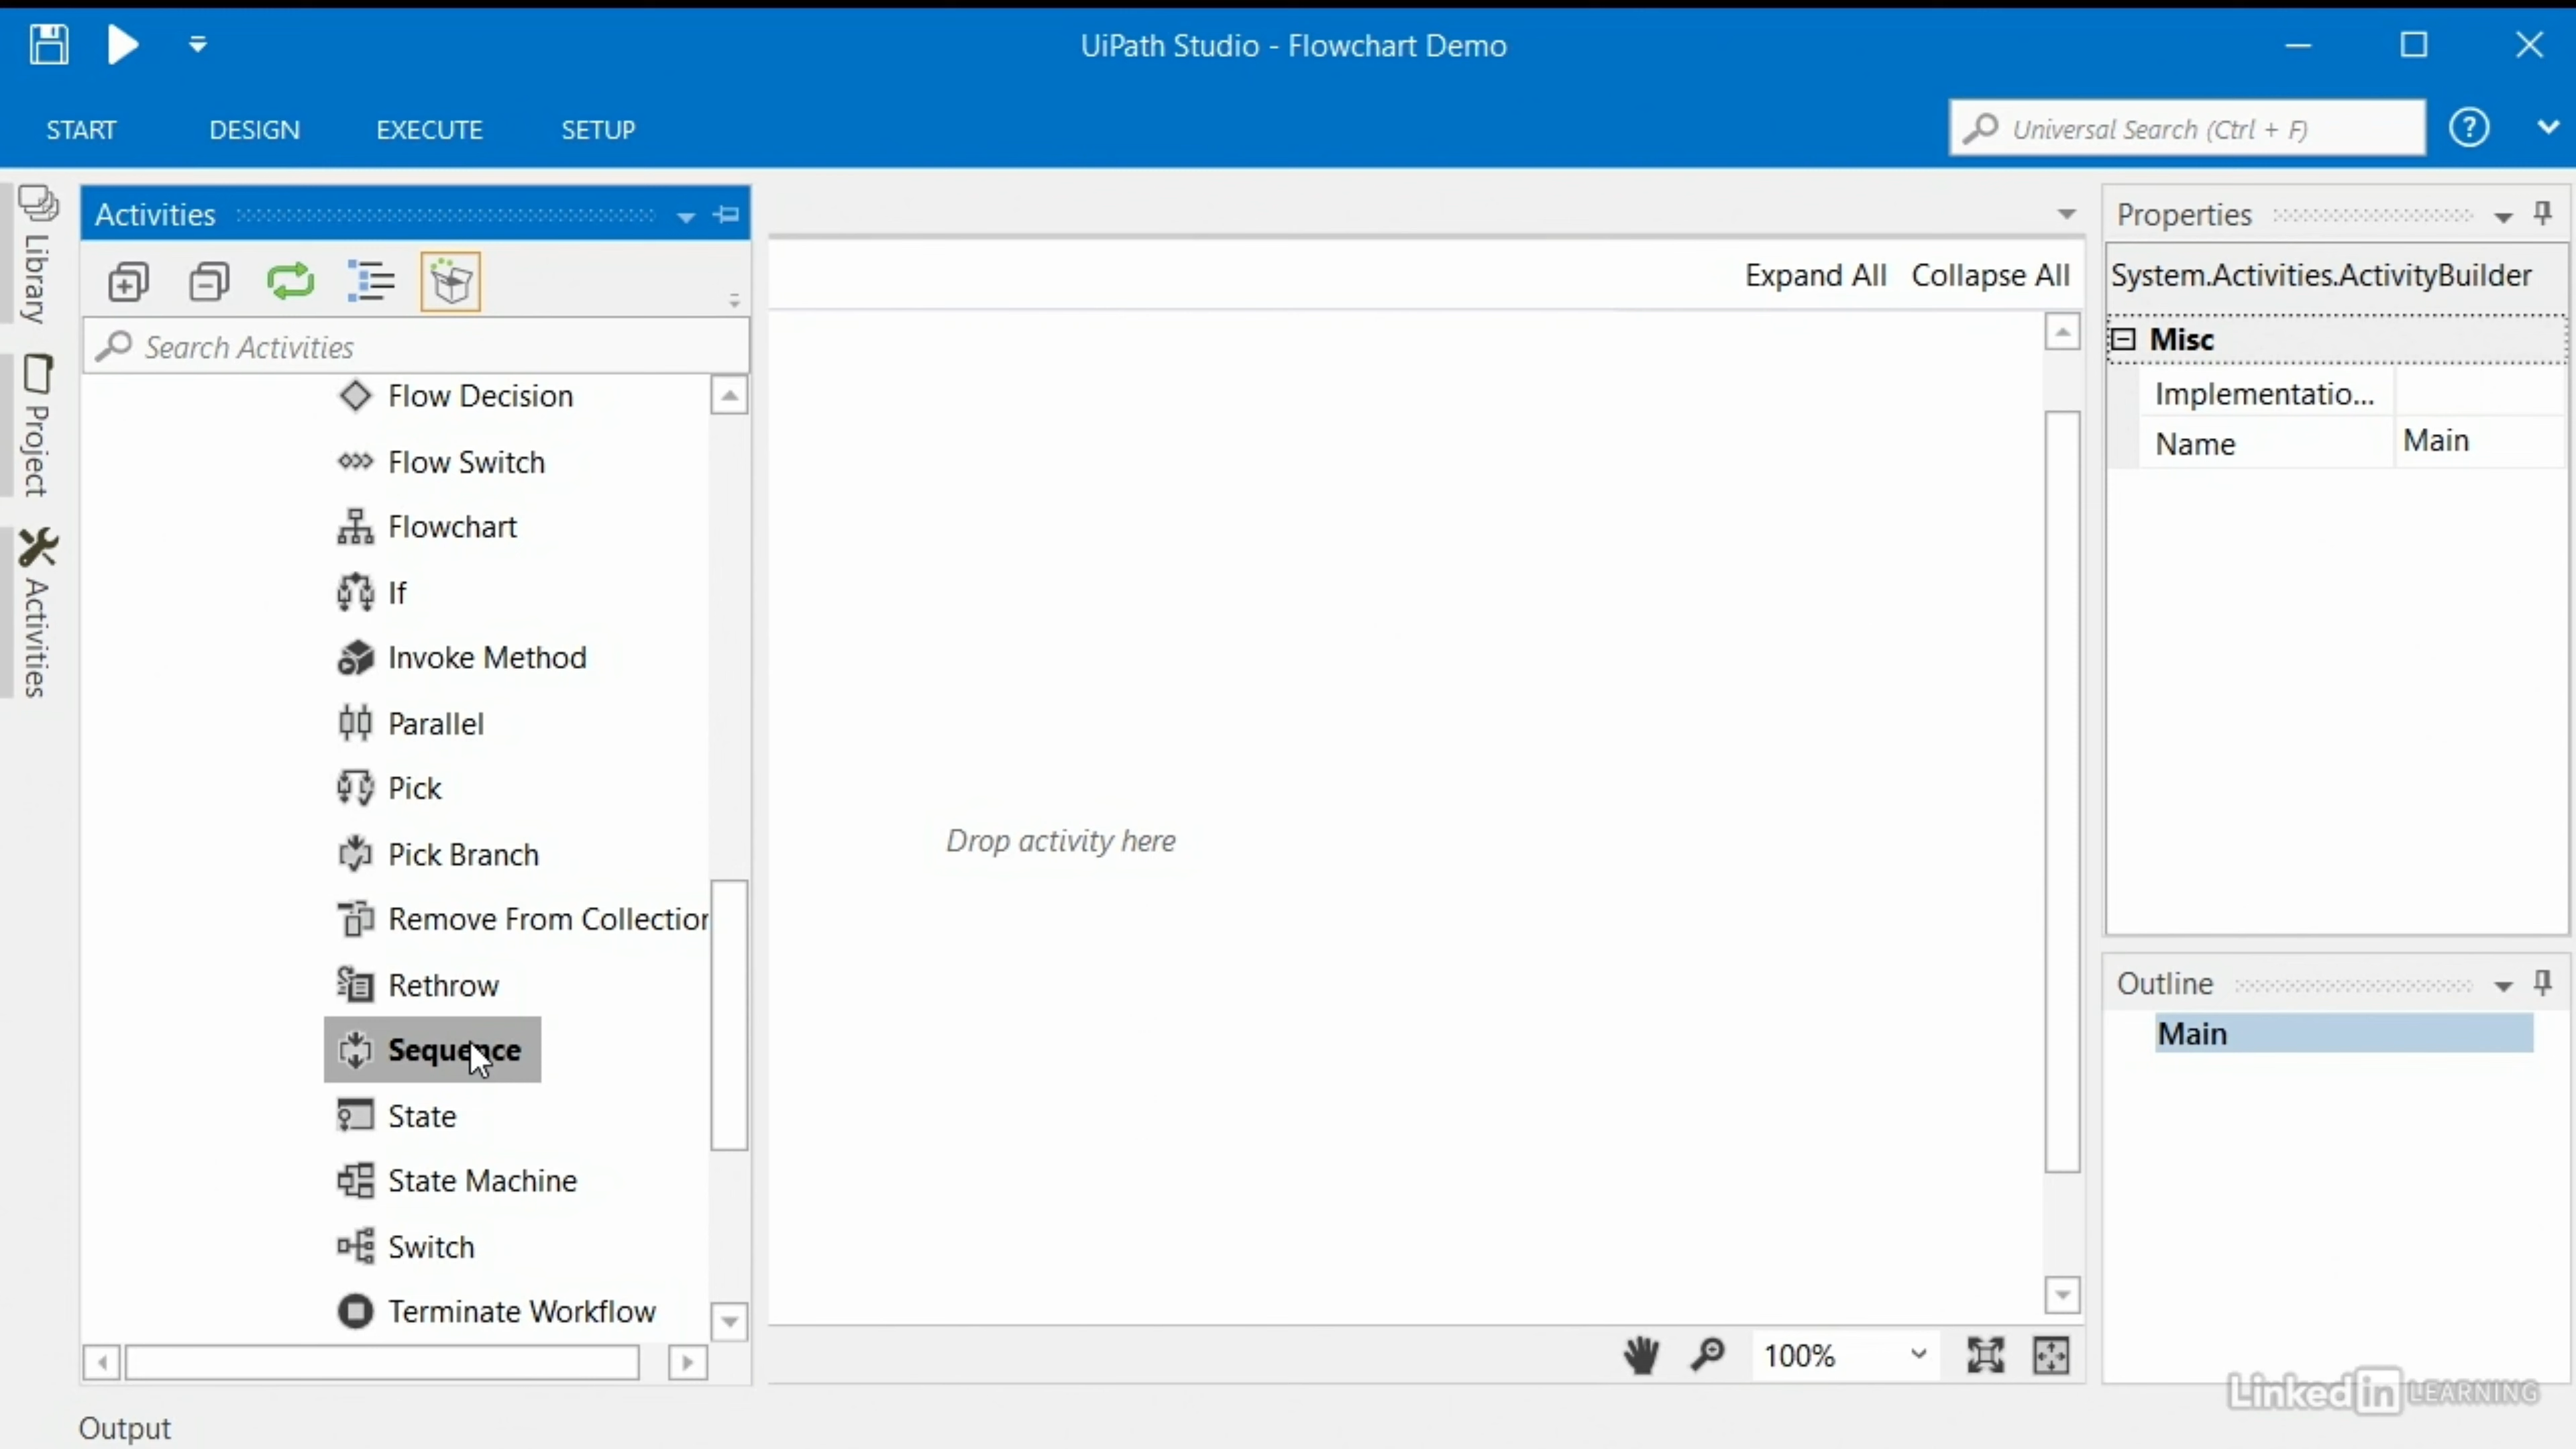 UiPath Studio - Flowchart Demo
START DESIGN EXECUTE SETUP
Universal Search (Ctrl + F)
Library
Project
Activities
Activities
Search Activities
Flow Decision
Flow Switch
Flowchart
If
Invoke Method
Parallel
Pick
Pick Branch
Remove From Collection
Rethrow
Sequence
State
State Machine
Switch
Terminate Workflow
Expand All Collapse All
Drop activity here
100%
Properties
System.Activities.ActivityBuilder
Misc
Implementatio...
Name Main
Outline
Main
Output
Linked in LEARNING